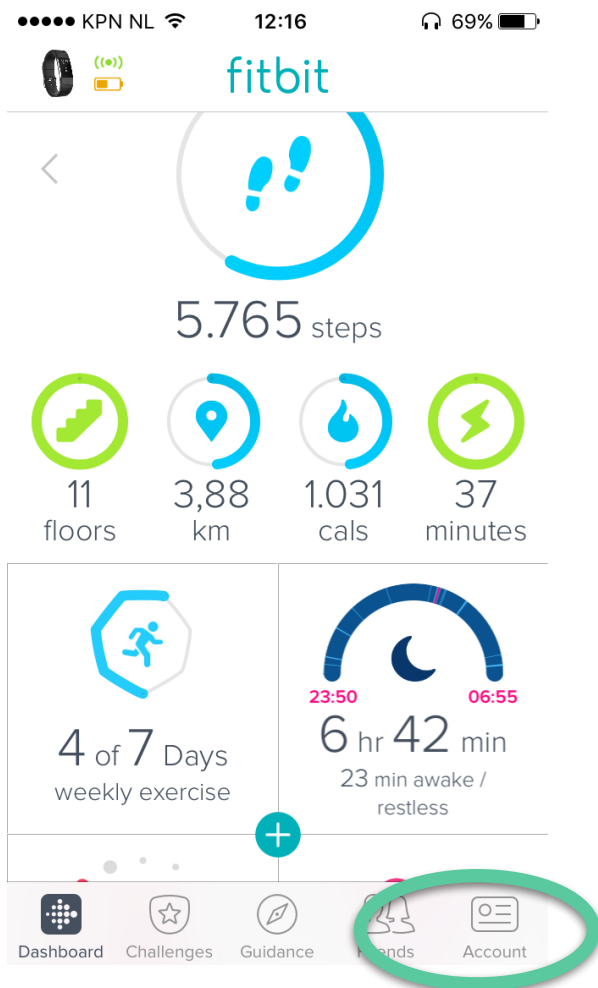 KPN NL 12:16 69%
fitbit
5.765 steps
11 3,88 1.031 37
floors km cals minutes
23:50 06:55
4 of 7 Days 6 hr 42 min
weekly exercise 23 min awake /
restless
Dashboard Challenges Guidance Account